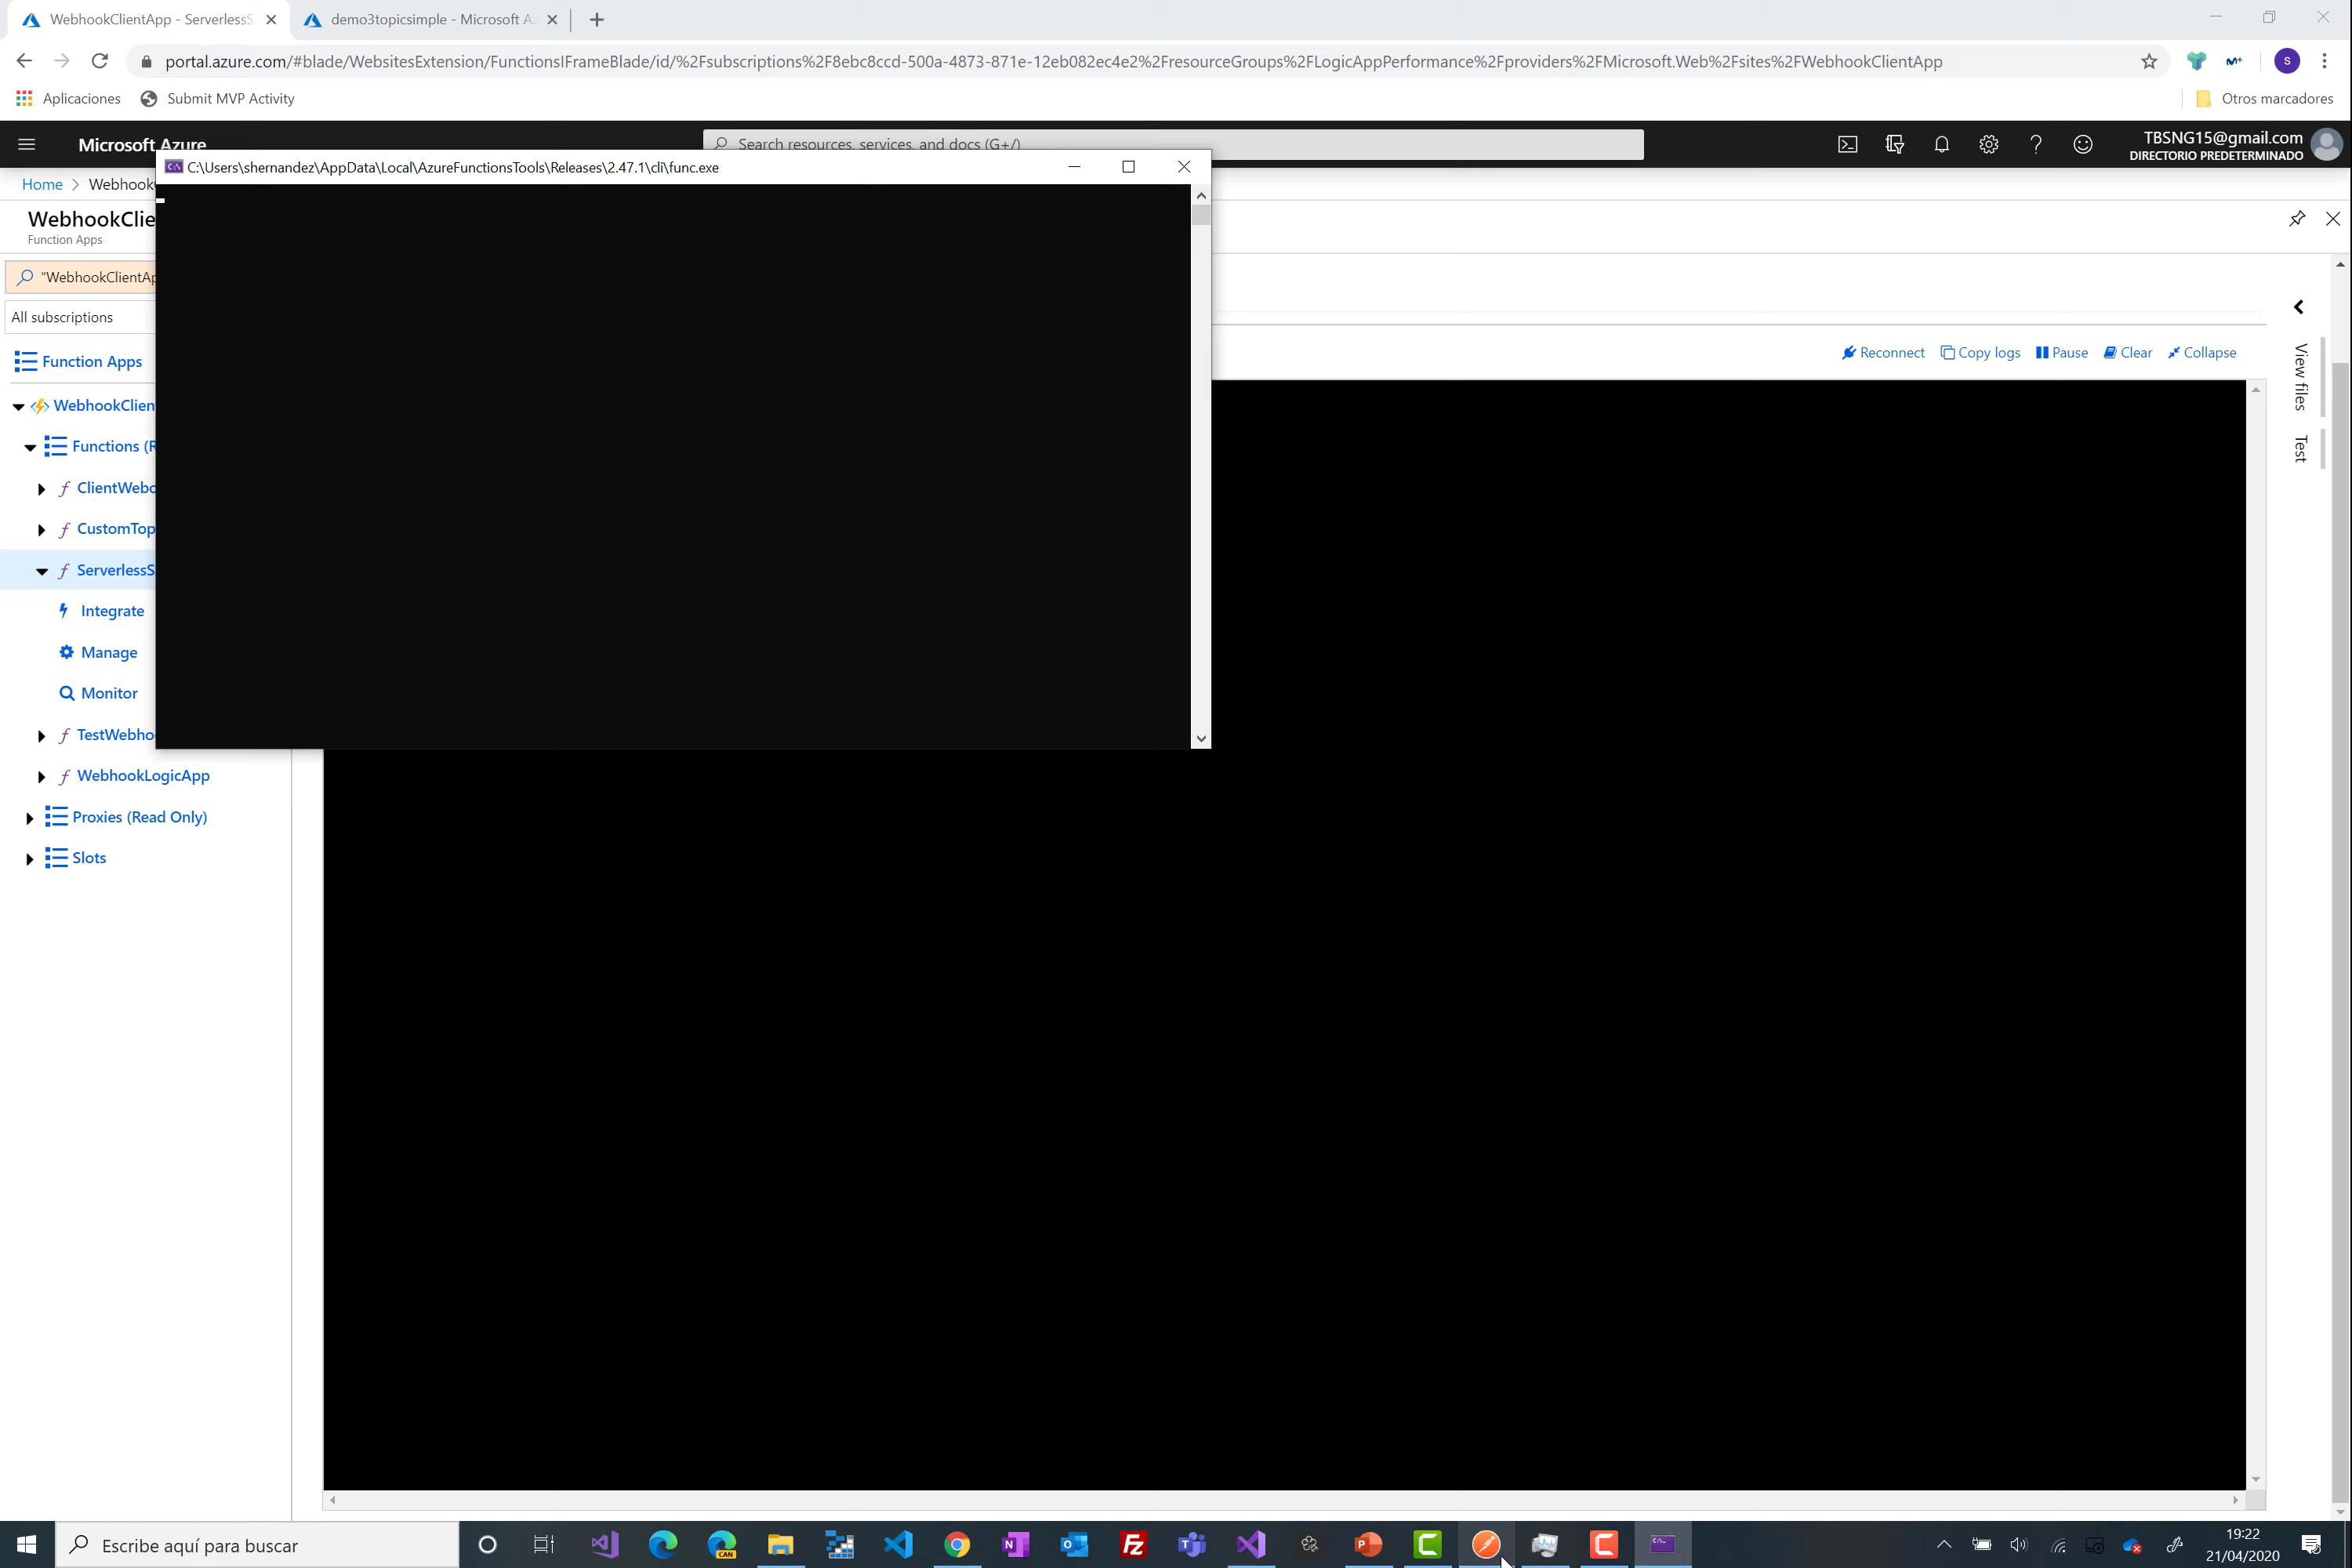 WebhookClientApp - ServerlessS
demo3topicsimple - Microsoft Az
portal.azure.com/#blade/WebsitesExtension/FunctionsIFrameBlade/id/%2Fsubscriptions%2F8ebc8ccd-500a-4873-871e-12eb082ec4e2%2FresourceGroups%2FLogicAppPerformance%2Fproviders%2FMicrosoft.Web%2Fsites%2FWebhookClientApp
S
Aplicaciones
Submit MVP Activity
Otros marcadores
Microsoft Azure
Search resources, services, and docs (G+/)
TBSNG15@gmail.com
DIRECTORIO PREDETERMINADO
C:\Users\shernandez\AppData\Local\AzureFunctionsTools\Releases\2.47.1\cli\func.exe
Home > Webhook
WebhookClie
Function Apps
"WebhookClientAp
All subscriptions
Function Apps
WebhookClien
Functions (R
ClientWebo
CustomTop
ServerlessS
Integrate
Manage
Monitor
TestWebho
WebhookLogicApp
Proxies (Read Only)
Slots
Reconnect
Copy logs
Pause
Clear
Collapse
View files
Test
Escribe aquí para buscar
CAN
19:22
21/04/2020